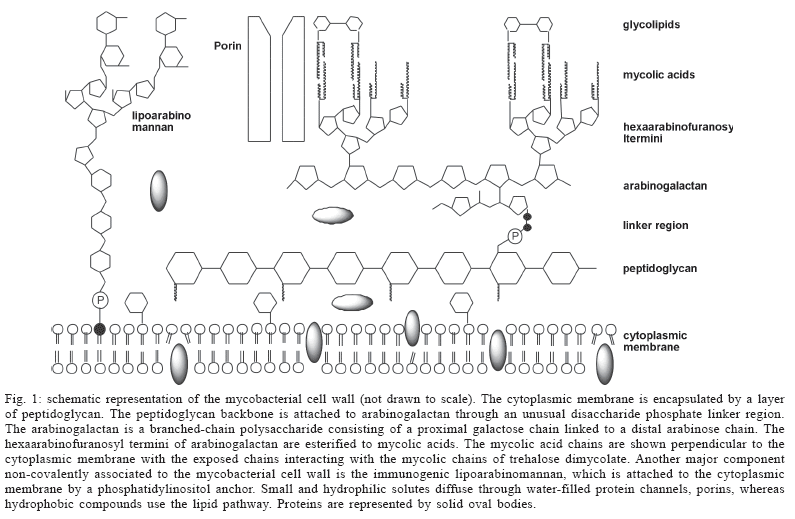 glycolipids
Porin
mycolic acids
lipoarabino
mannan
hexaarabinofuranosy
ltermini
arabinogalactan
linker region
P
peptidoglycan
P
cytoplasmic
membrane
Fig. 1: schematic representation of the mycobacterial cell wall (not drawn to scale). The cytoplasmic membrane is encapsulated by a layer
of peptidoglycan. The peptidoglycan backbone is attached to arabinogalactan through an unusual disaccharide phosphate linker region.
The arabinogalactan is a branched-chain polysaccharide consisting of a proximal galactose chain linked to a distal arabinose chain. The
hexaarabinofuranosyl termini of arabinogalactan are esterified to mycolic acids. The mycolic acid chains are shown perpendicular to the
cytoplasmic membrane with the exposed chains interacting with the mycolic chains of trehalose dimycolate. Another major component
non-covalently associated to the mycobacterial cell wall is the immunogenic lipoarabinomannan, which is attached to the cytoplasmic
membrane by a phosphatidylinositol anchor. Small and hydrophilic solutes diffuse through water-filled protein channels, porins, whereas
hydrophobic compounds use the lipid pathway. Proteins are represented by solid oval bodies.